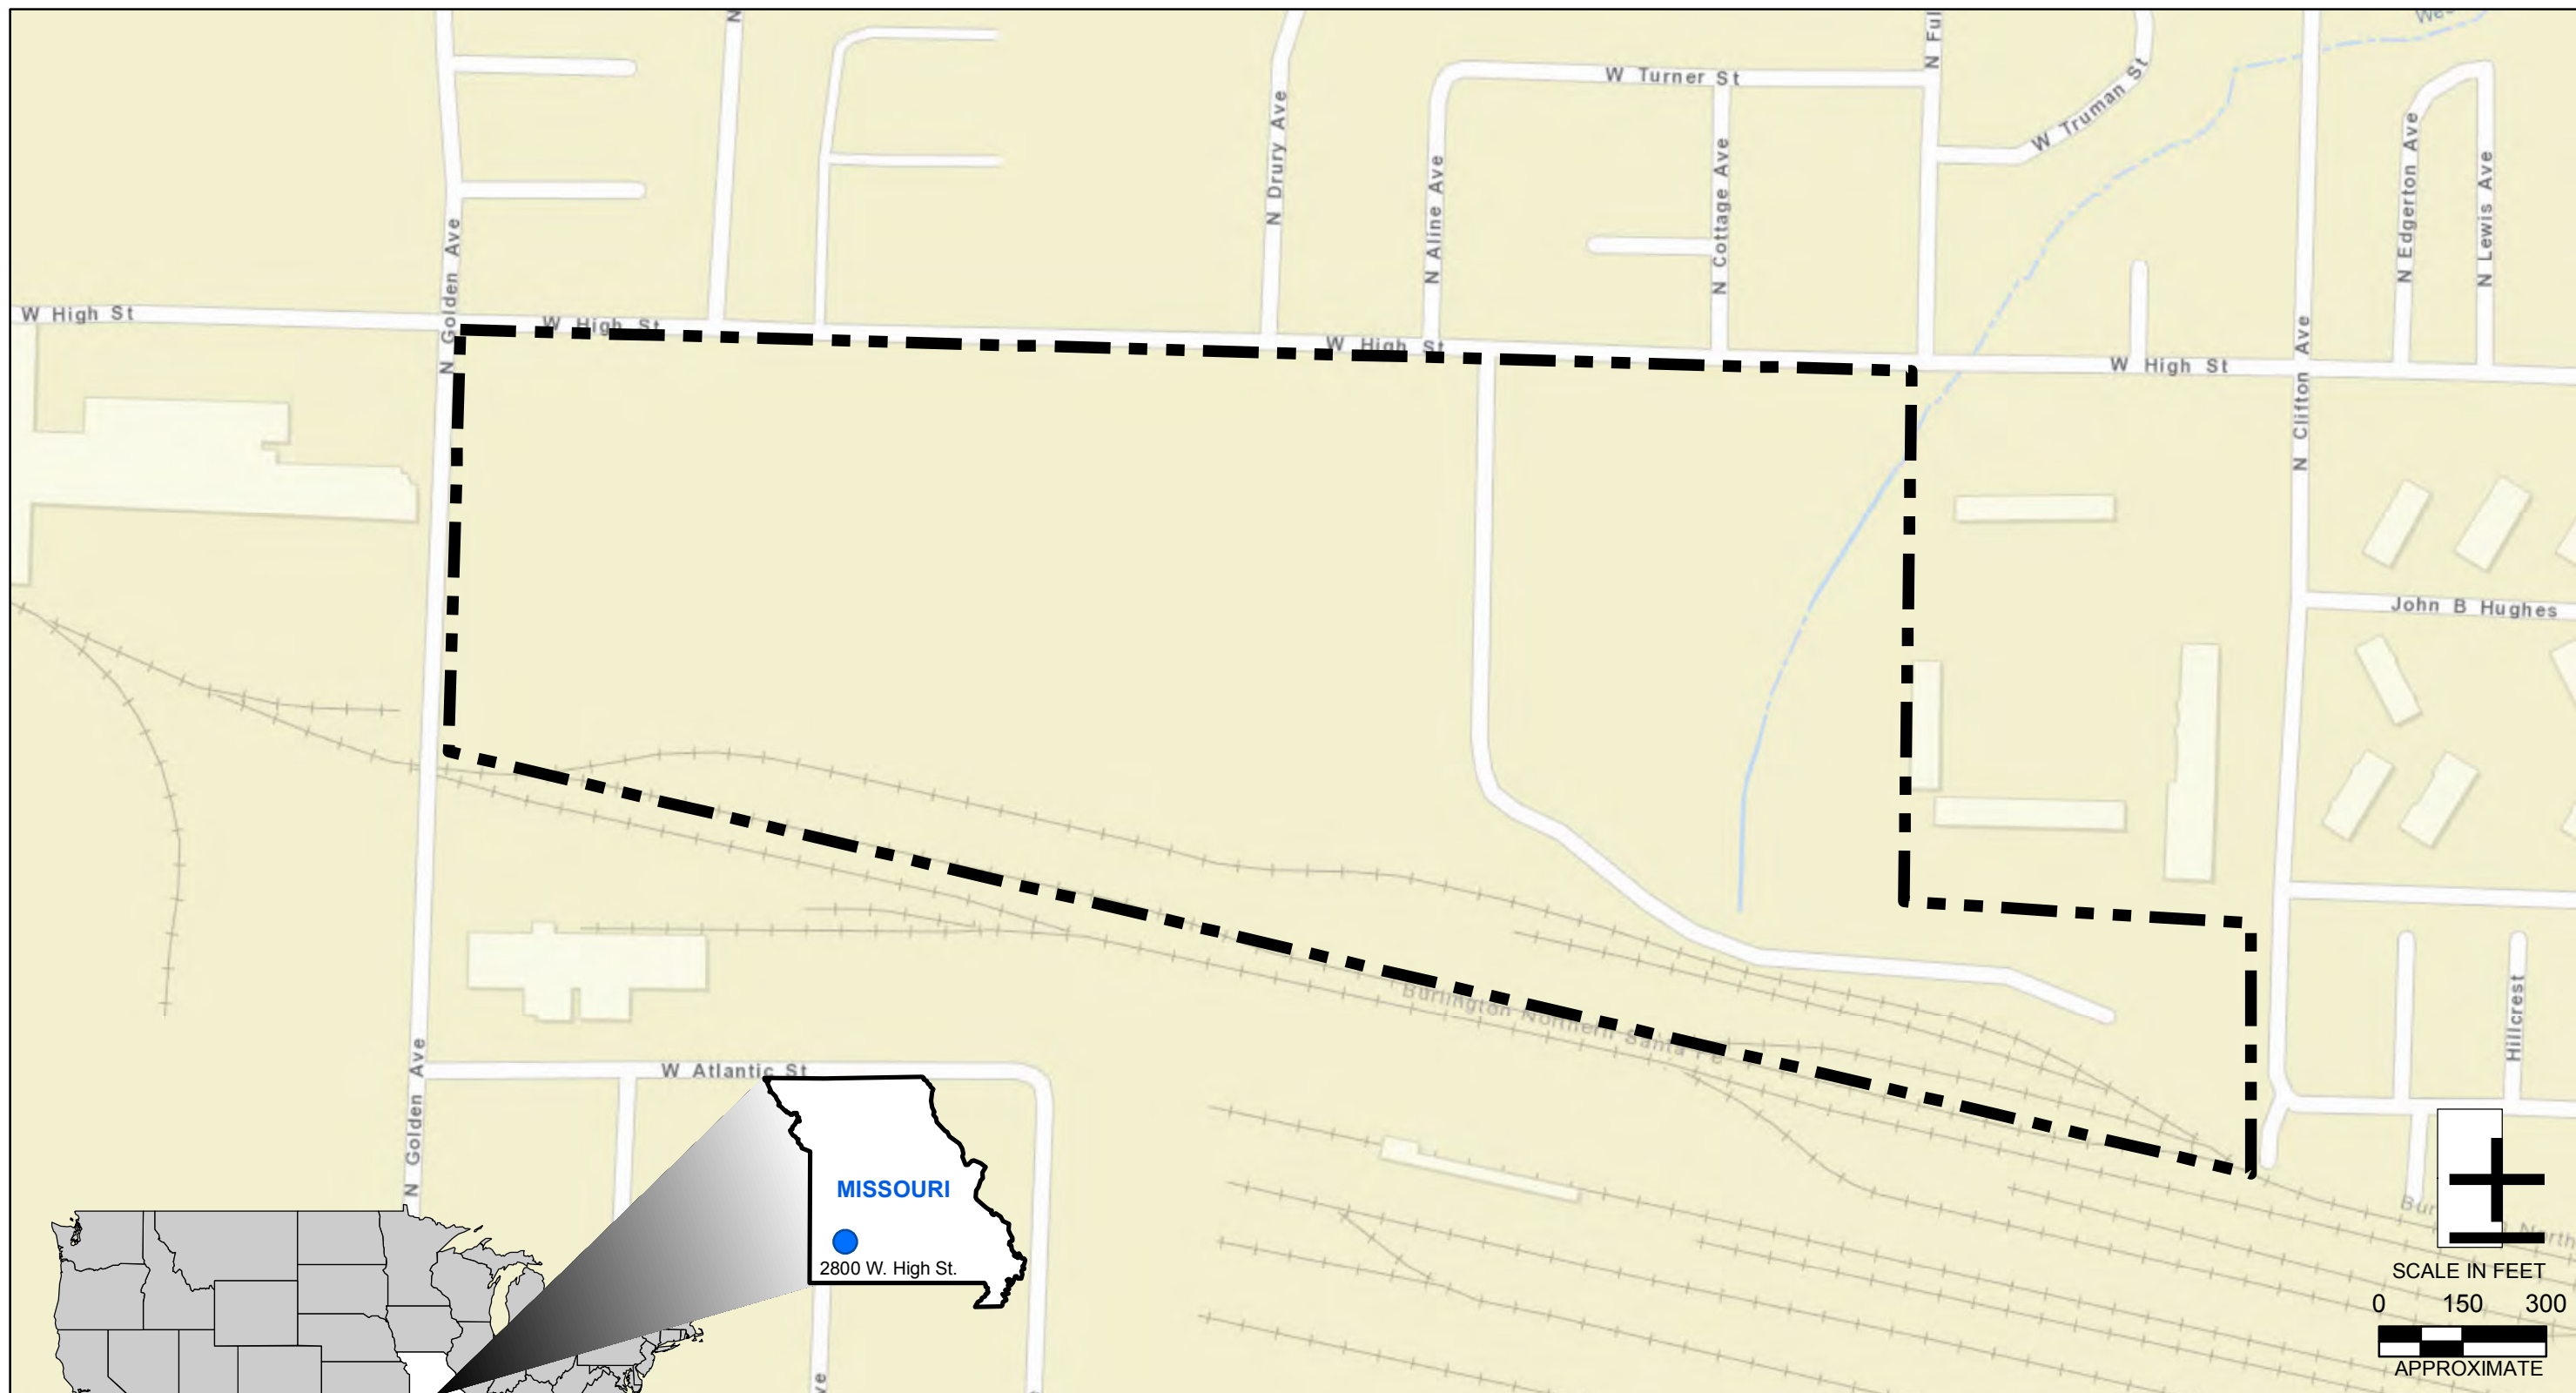 N
N Ful
W Turner St
W Truman St
N Drury Ave
N Aline Ave
N Cottage Ave
N Edgerton Ave
N Lewis Ave
N Golden Ave
W High St
W High St
W High St
W High St
N Clifton Ave
John B Hughes
Burlington Northern Santa Fe
Hillcrest
W Atlantic St
N Golden Ave
MISSOURI
2800 W. High St.
SCALE IN FEET
0 150 300
APPROXIMATE